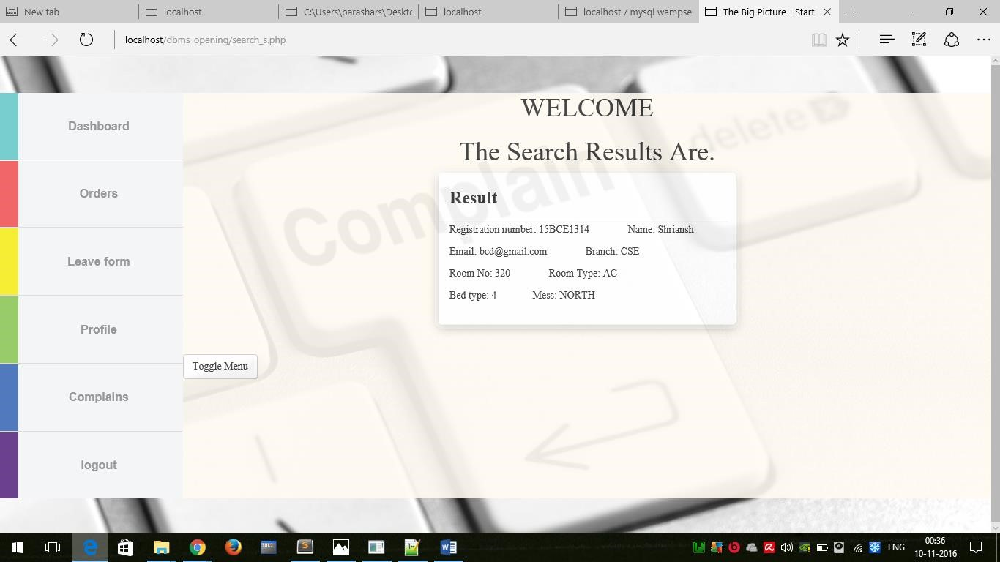 New tab
localhost
C:\Users\parashars\Deskto
localhost
localhost / mysql wampse
The Big Picture - Start
localhost/dbms-opening/search_s.php
WELCOME
The Search Results Are.
Complain
delete
Dashboard
Orders
Leave form
Profile
Complains
logout
Toggle Menu
Result
Registration number: 15BCE1314 Name: Shriansh
Email: bcd@gmail.com Branch: CSE
Room No: 320 Room Type: AC
Bed type: 4 Mess: NORTH
ENG
00:36
10-11-2016